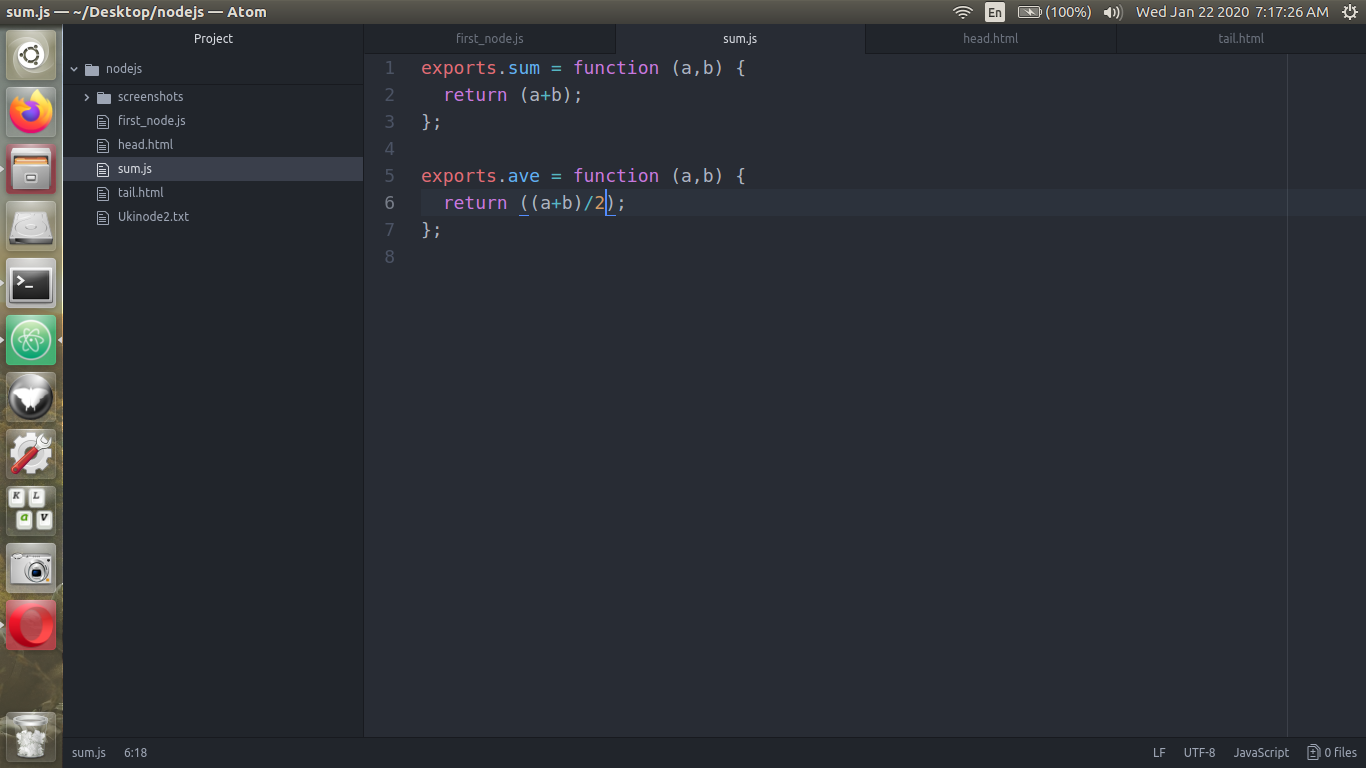 sum.js — ~/Desktop/nodejs — Atom
En
(100%)
Wed Jan 22 2020 7:17:26 AM
Project
first_node.js
sum.js
head.html
tail.html
nodejs
screenshots
first_node.js
head.html
sum.js
tail.html
Ukinode2.txt
1 exports.sum = function (a,b) {
2   return (a+b);
3 };
4
5 exports.ave = function (a,b) {
6   return ((a+b)/2);
7 };
8
K L
a v
sum.js 6:18
LF UTF-8 JavaScript 0 files